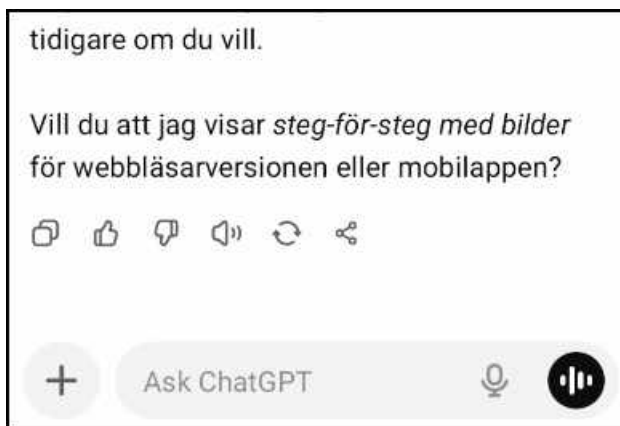 tidigare om du vill.
Vill du att jag visar steg-för-steg med bilder
för webbläsarversionen eller mobilappen?
Ask ChatGPT